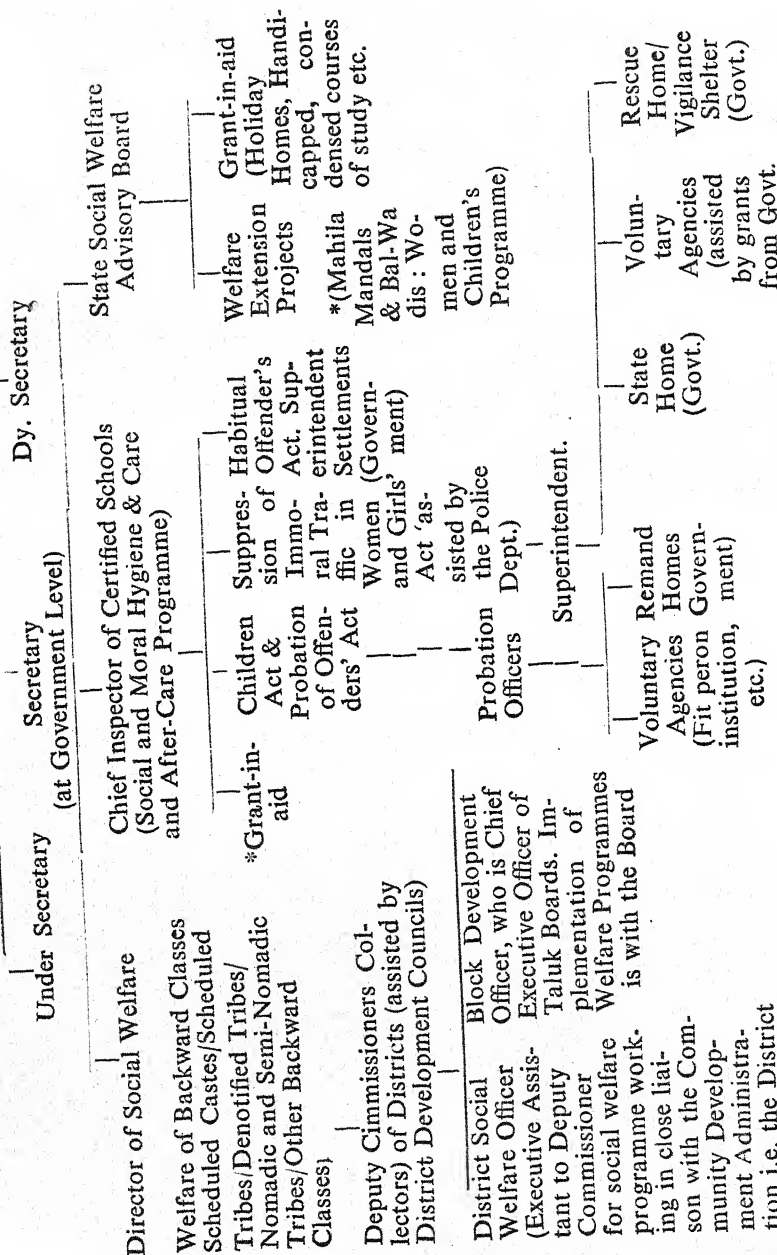 Under Secretary
Secretary
(at Government Level)
Dy. Secretary
Director of Social Welfare
Welfare of Backward Classes
Scheduled Castes/Scheduled
Tribes/Denotified Tribes/
Nomadic and Semi-Nomadic
Tribes/Other Backward
Classes)
Deputy Cimmissioners Col-
lectors) of Districts (assisted by
District Development Councils)
District Social
Welfare Officer
(Executive Assis-
tant to Deputy
Commissioner
for social welfare
programme work-
ing in close liai-
son with the Com-
munity Develop-
ment Administra-
tion i.e. the District
Block Development
Officer, who is Chief
Executive Officer of
Taluk Boards. Im-
plementation of
Welfare Programmes
is with the Board
Chief Inspector of Certified Schools
(Social and Moral Hygiene & Care
and After-Care Programme)
*Grant-in-
aid
Children
Act &
Probation
of Offen-
ders' Act
Suppres-
sion of
Immo-
ral Tra-
ffic in
Women
and Girls'
Act 'as-
sisted by
the Police
Dept.)
Habitual
Offender's
Act. Sup-
erintendent
Settlements
(Govern-
ment)
Probation
Officers
Superintendent.
Voluntary
Agencies
(Fit peron
institution,
etc.)
Remand
Homes
Govern-
ment)
State
Home
(Govt.)
Volun-
tary
Agencies
(assisted
by grants
from Govt.
Rescue
Home/
Vigilance
Shelter
(Govt.)
State Social Welfare
Advisory Board
Welfare
Extension
Projects
*(Mahila
Mandals
& Bal-Wa
dis : Wo-
men and
Children's
Programme)
Grant-in-aid
(Holiday
Homes, Handi-
capped, con-
densed courses
of study etc.